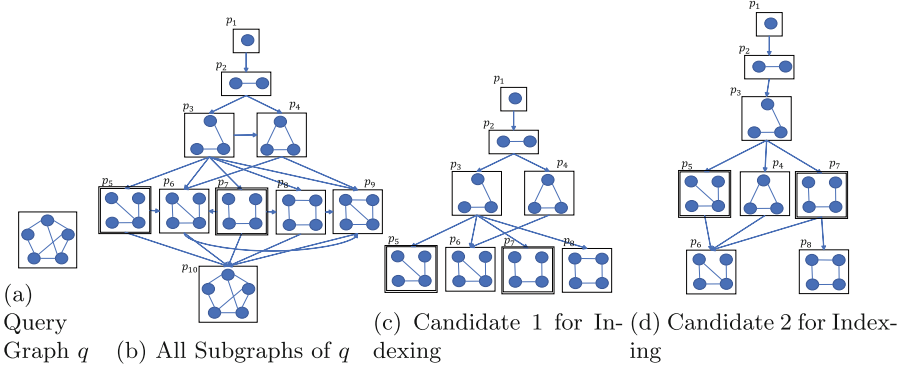 p1
p2
p3 p4
p5 p6 p7 p8 p9
p10
p1
p2
p3 p4
p5 p6 p7 p8
p1
p2
p3
p5 p4 p7
p6 p8
(a)
Query
Graph q
(b) All Subgraphs of q
(c) Candidate 1 for In-
dexing
(d) Candidate 2 for Index-
ing